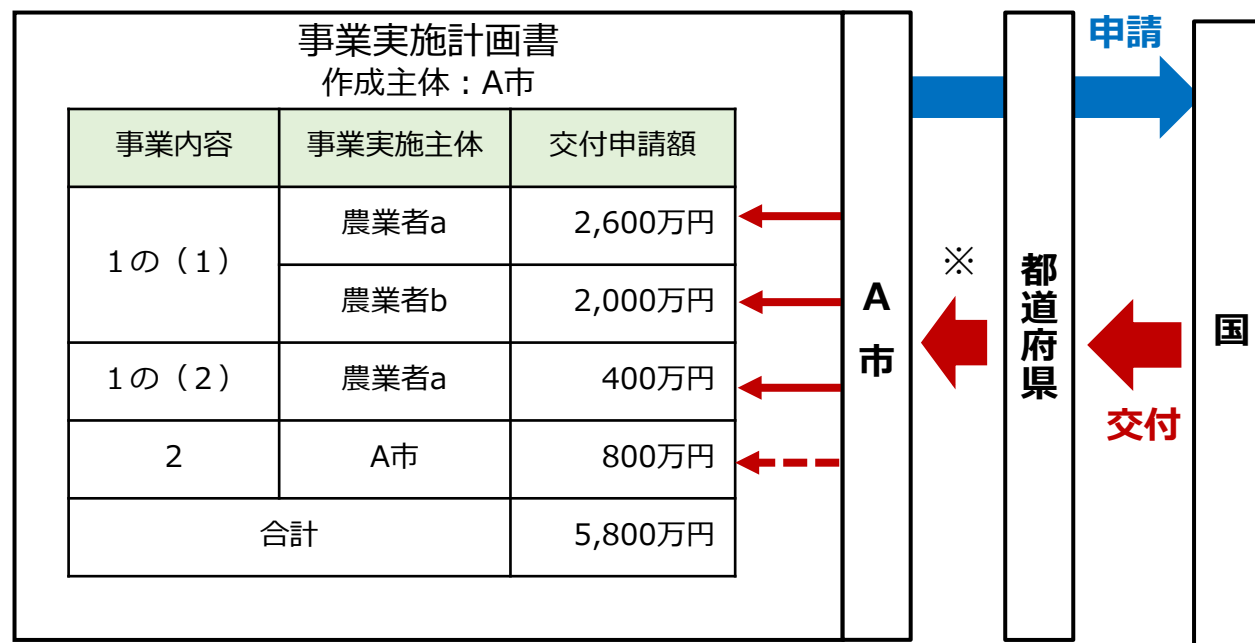 事業実施計画書
作成主体：A市
事業内容
事業実施主体
交付申請額
1の（1）
農業者a
2,600万円
農業者b
2,000万円
1の（2）
農業者a
400万円
2
A市
800万円
合計
5,800万円
A市
※
都道府県
申請
交付
国